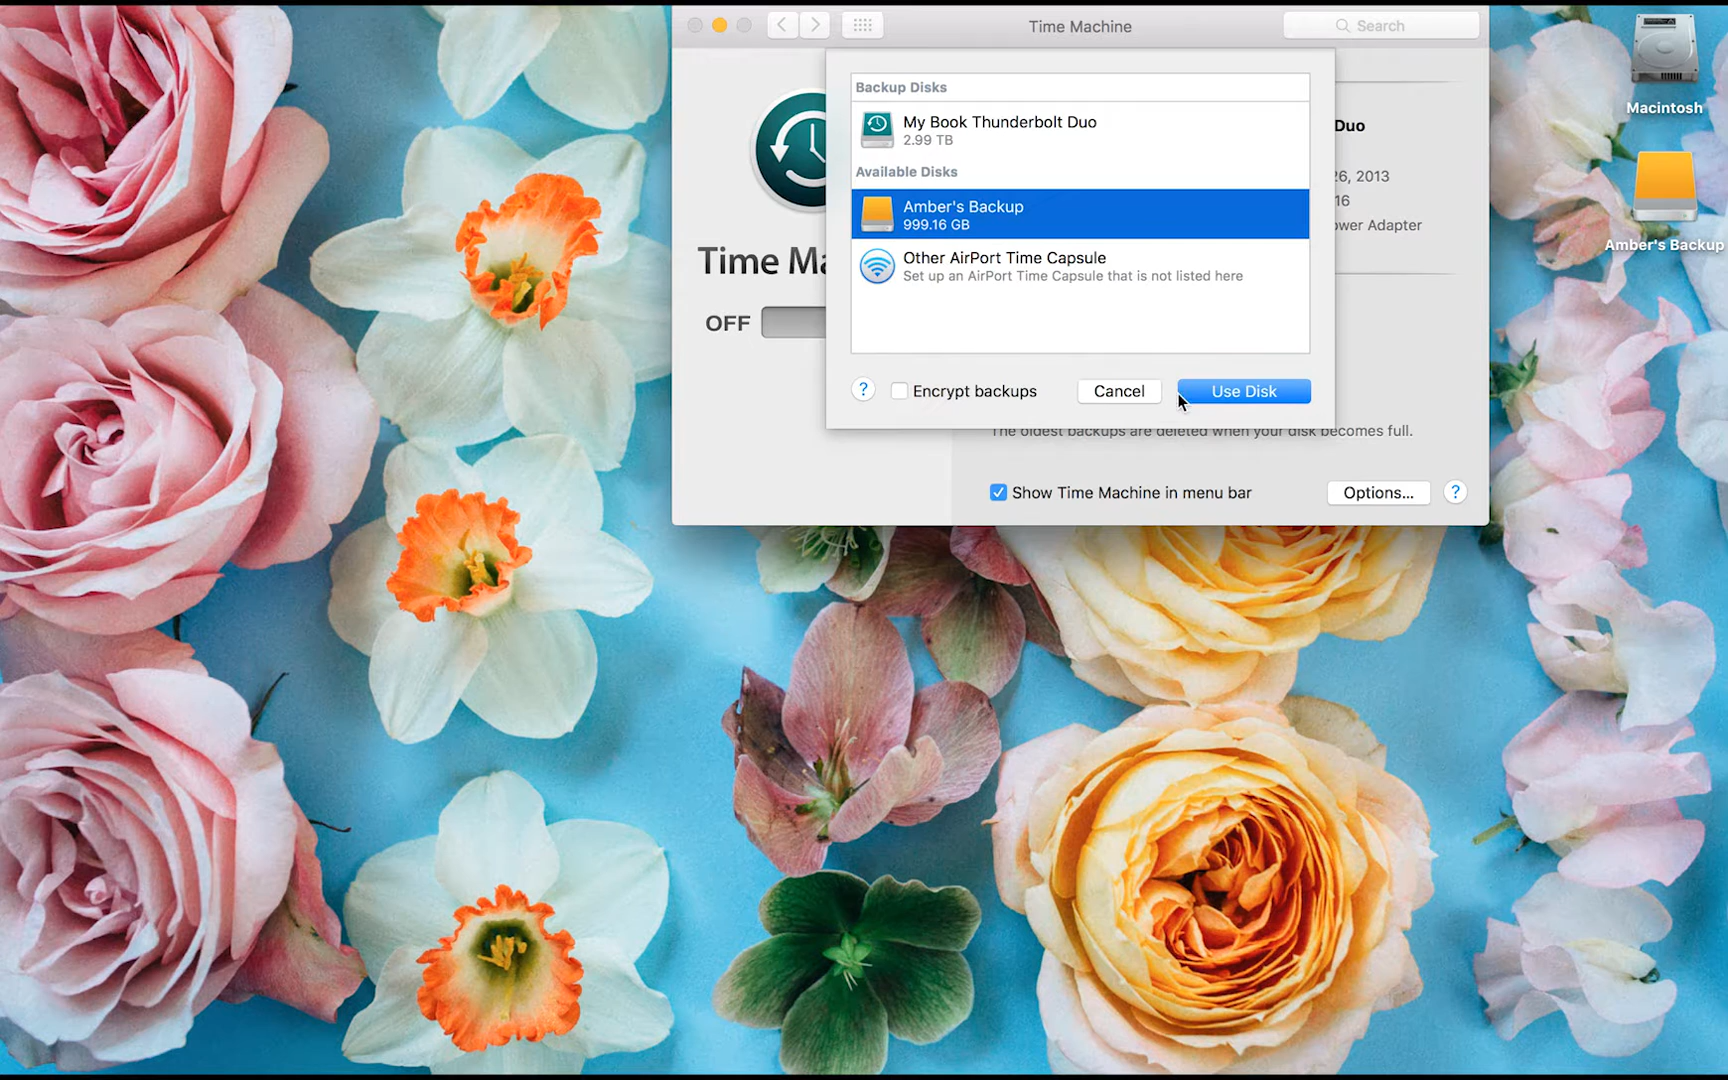 Time Machine
Search
Backup Disks
My Book Thunderbolt Duo
2.99 TB
Available Disks
Amber's Backup
999.16 GB
Other AirPort Time Capsule
Set up an AirPort Time Capsule that is not listed here
? Encrypt backups
Cancel
Use Disk
Time Ma
OFF
Duo
26, 2013
16
ower Adapter
The oldest backups are deleted when your disk becomes full.
Show Time Machine in menu bar
Options...
?
Macintosh
Amber's Backup